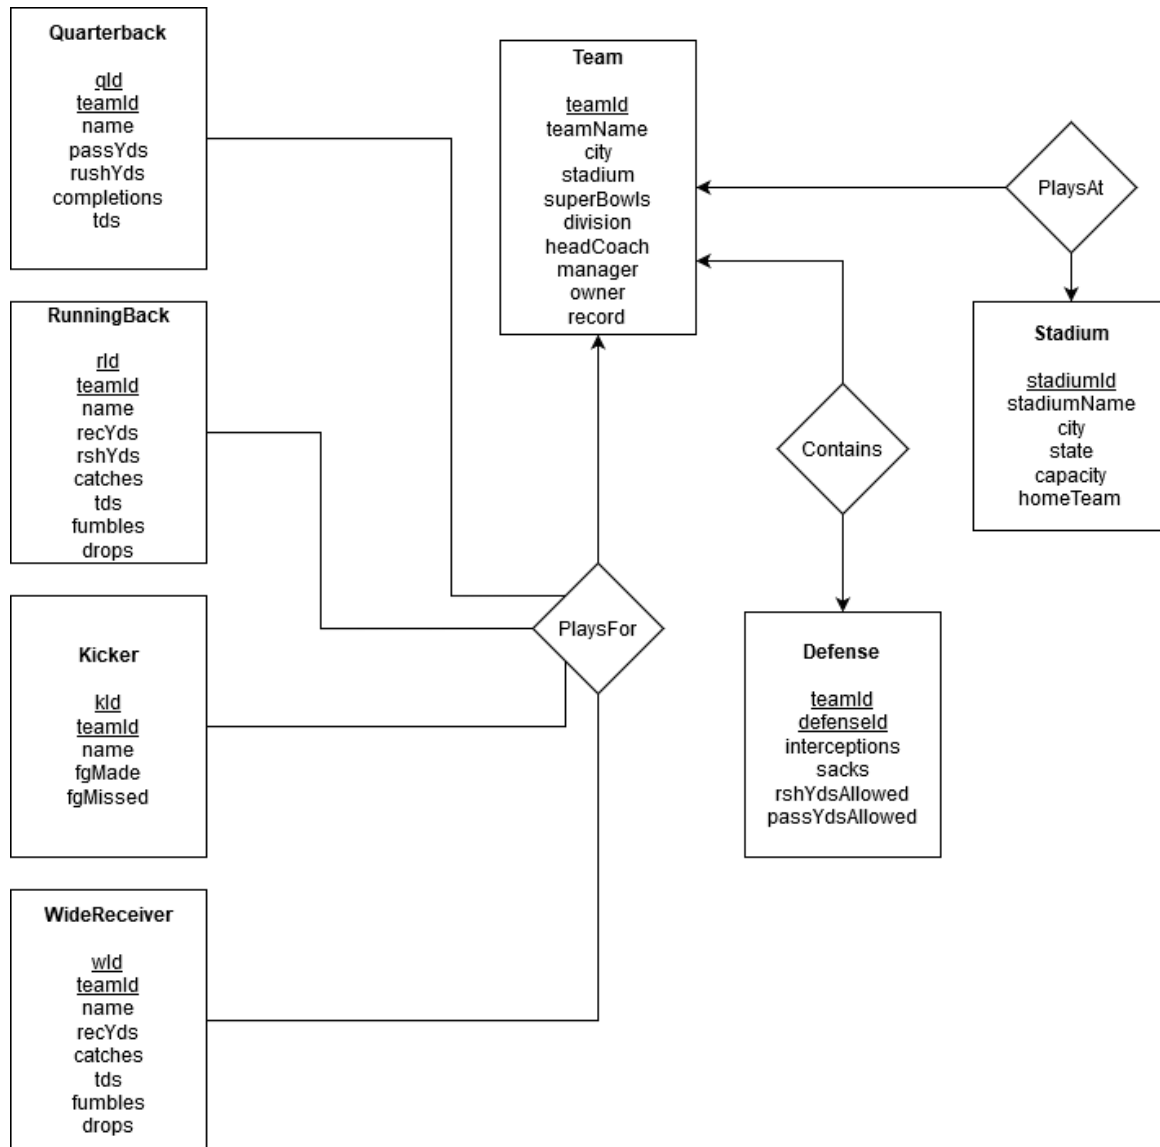 Quarterback
qId
teamId
name
passYds
rushYds
completions
tds
RunningBack
rId
teamId
name
recYds
rshYds
catches
tds
fumbles
drops
Kicker
kId
teamId
name
fgMade
fgMissed
WideReceiver
wId
teamId
name
recYds
catches
tds
fumbles
drops
Team
teamId
teamName
city
stadium
superBowls
division
headCoach
manager
owner
record
PlaysFor
PlaysAt
Contains
Stadium
stadiumId
stadiumName
city
state
capacity
homeTeam
Defense
teamId
defenseId
interceptions
sacks
rshYdsAllowed
passYdsAllowed